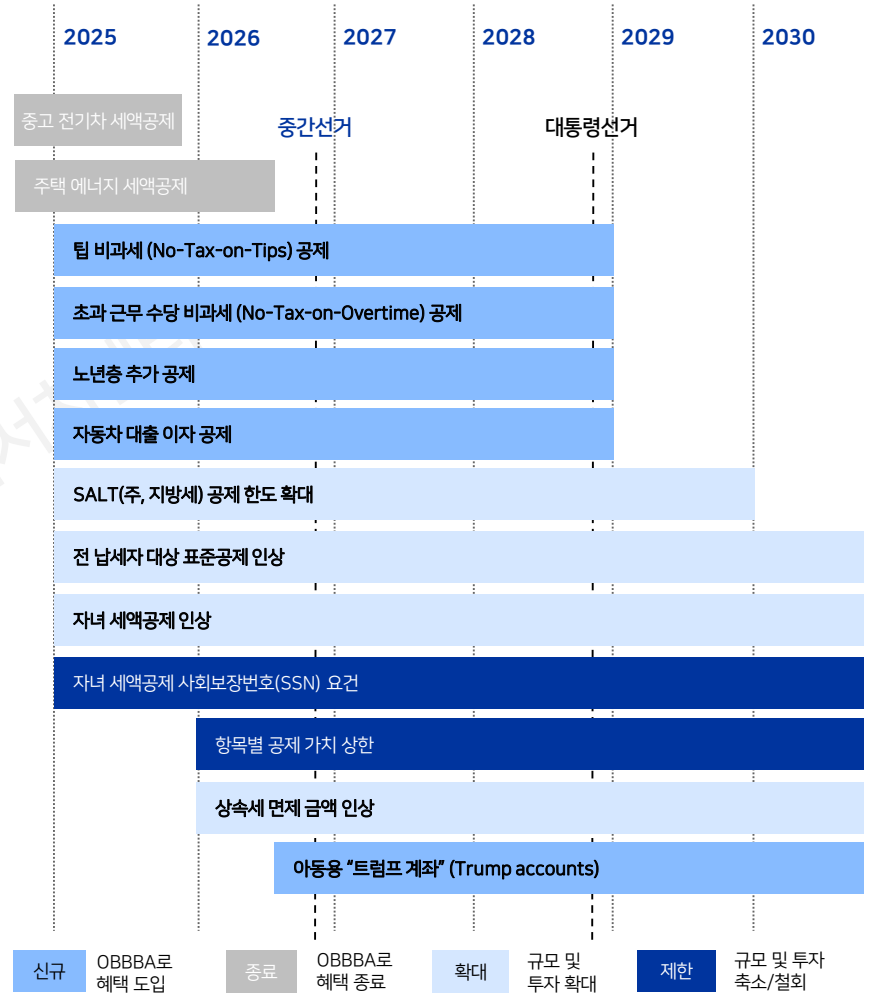 2025 2026 2027 2028 2029 2030
중고 전기차 세액공제
중간선거 대통령선거
주택 에너지 세액공제
팁 비과세 (No-Tax-on-Tips) 공제
초과 근무 수당 비과세 (No-Tax-on-Overtime) 공제
노년층 추가 공제
자동차 대출 이자 공제
SALT(주, 지방세) 공제 한도 확대
전 납세자 대상 표준공제 인상
자녀 세액공제 인상
자녀 세액공제 사회보장번호(SSN) 요건
항목별 공제 가치 상한
상속세 면제 금액 인상
아동용 “트럼프 계좌” (Trump accounts)
신규
OBBBA로
혜택 도입
종료
OBBBA로
혜택 종료
확대
규모 및
투자 확대
제한
규모 및 투자
축소/철회